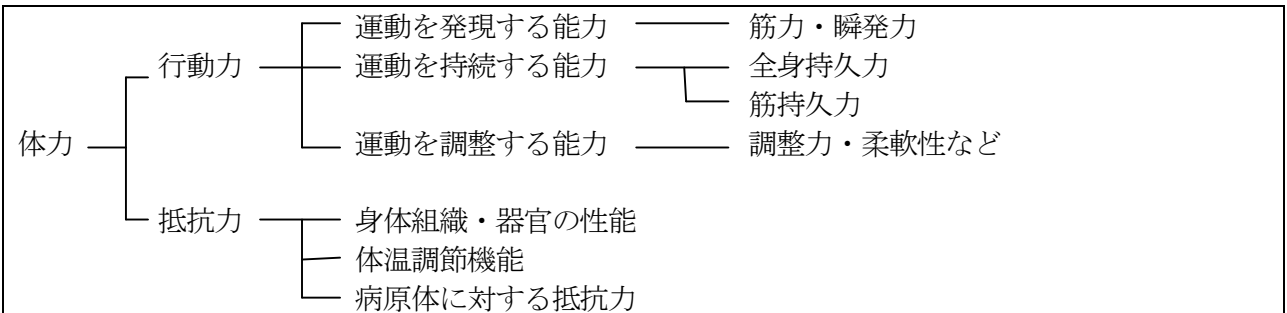 運動を発現する能力 筋力・瞬発力
行動力 運動を持続する能力 全身持久力
筋持久力
体力 運動を調整する能力 調整力・柔軟性など
抵抗力 身体組織・器官の性能
体温調節機能
病原体に対する抵抗力